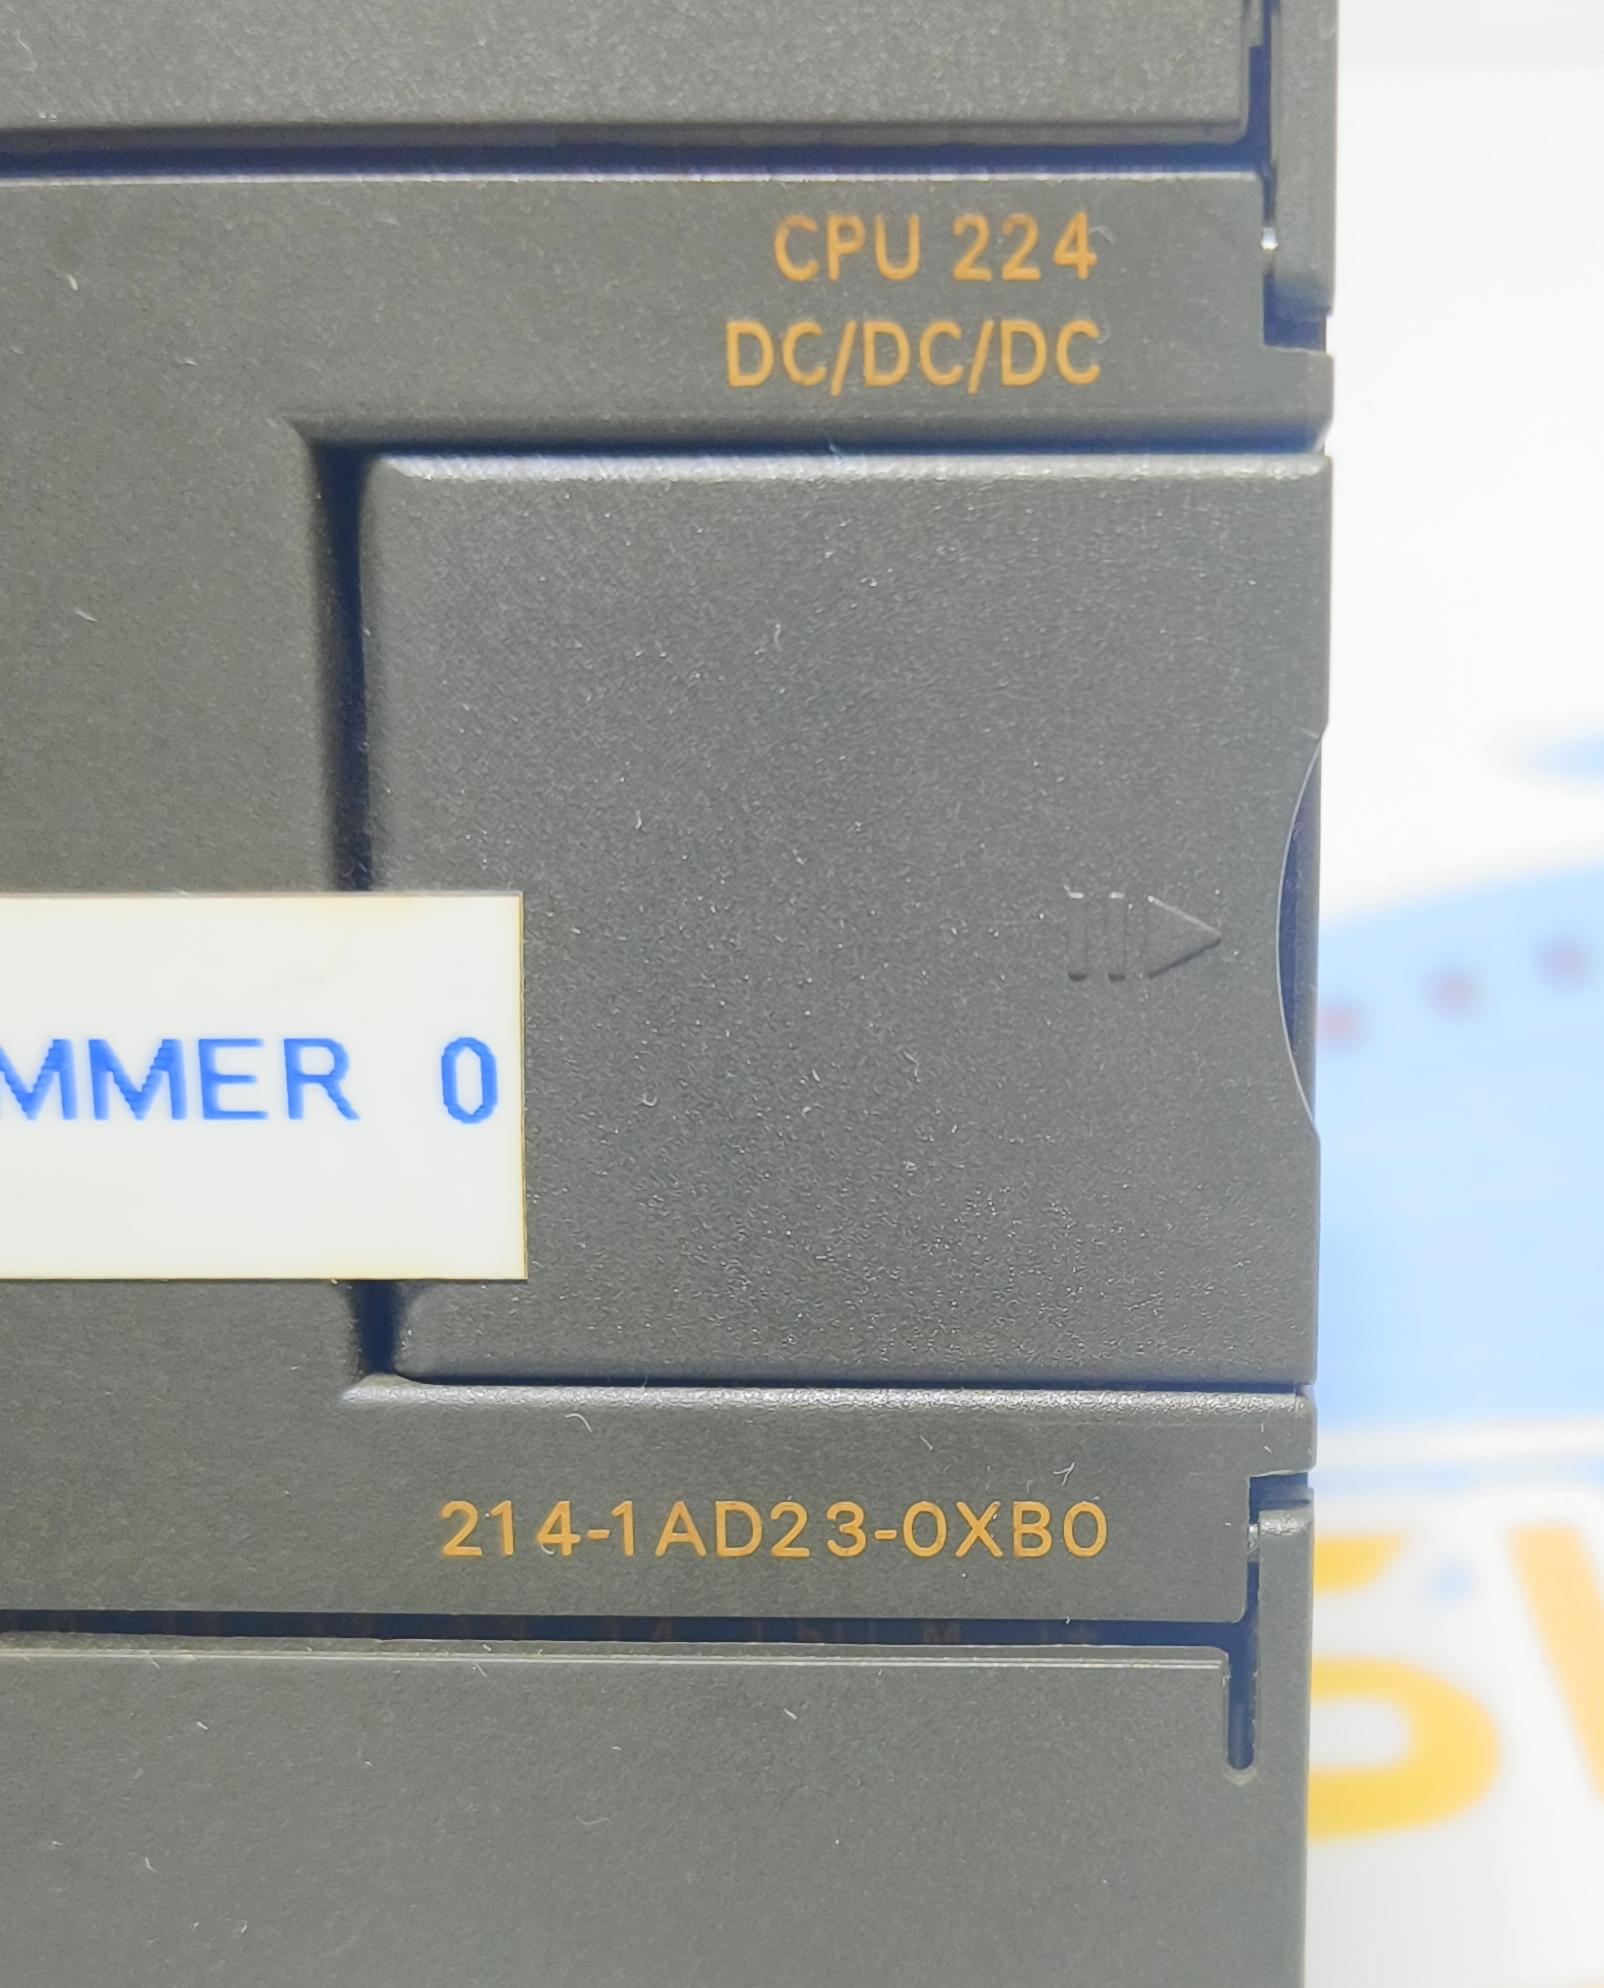 CPU 224
DC/DC/DC
MMER 0
214-1AD23-0XB0